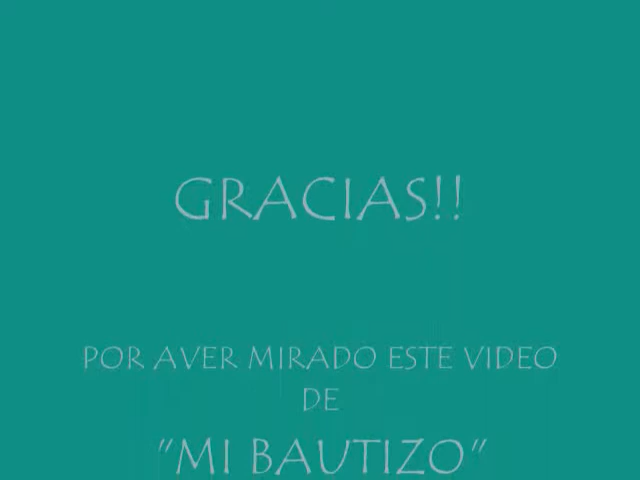 GRACIAS!!
POR AVER MIRADO ESTE VIDEO
DE
"MI BAUTIZO"